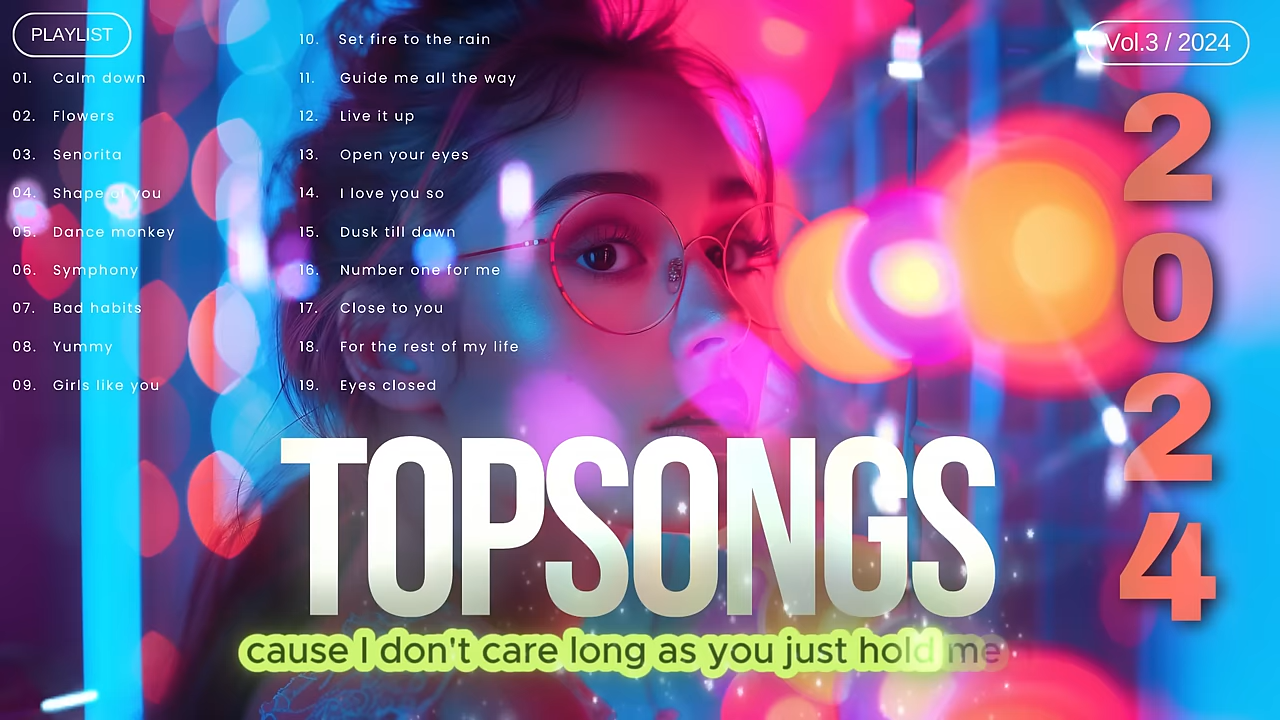 PLAYLIST
01. Calm down
02. Flowers
03. Senorita
04. Shape of you
05. Dance monkey
06. Symphony
07. Bad habits
08. Yummy
09. Girls like you
10. Set fire to the rain
11. Guide me all the way
12. Live it up
13. Open your eyes
14. I love you so
15. Dusk till dawn
16. Number one for me
17. Close to you
18. For the rest of my life
19. Eyes closed
Vol.3 / 2024
2024
TOPSONGS
cause I don't care long as you just hold me